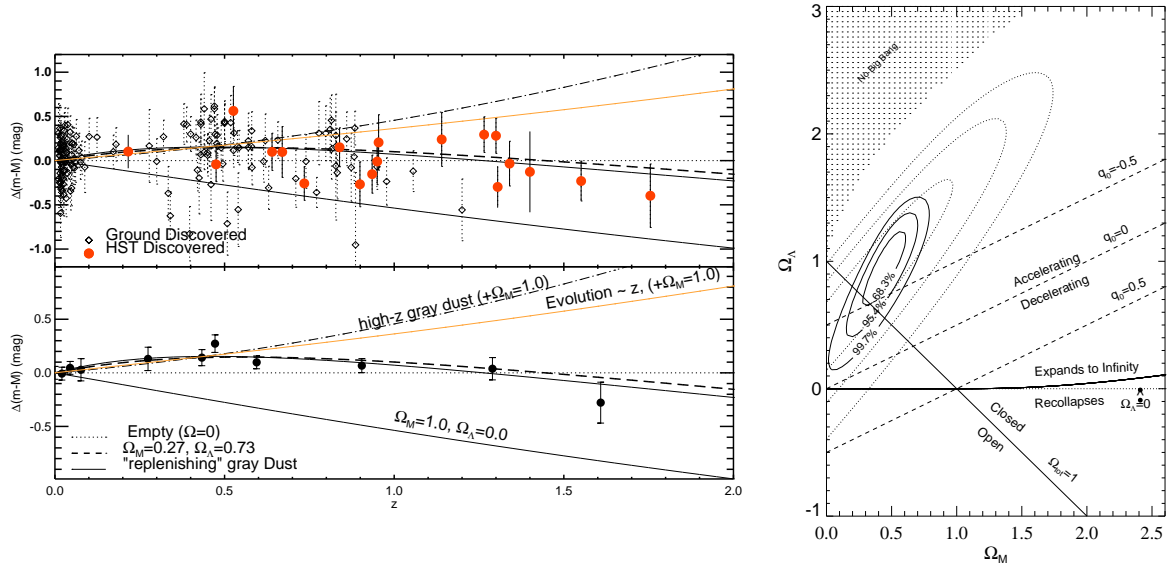 Δ(m-M) (mag)
1.0
0.5
0.0
-0.5
-1.0
Ground Discovered
HST Discovered
Δ(m-M) (mag)
0.5
0.0
-0.5
high-z gray dust (+Ω_M=1.0)
Evolution ~ z, (+Ω_M=1.0)
Ω_M=1.0, Ω_Λ=0.0
Empty (Ω=0)
Ω_M=0.27, Ω_Λ=0.73
"replenishing" gray Dust
0.0 0.5 1.0 1.5 2.0
z
3
2
1
0
-1
Ω_Λ
No Big Bang
68.3%
95.4%
99.7%
q_0=-0.5
q_0=0
q_0=0.5
Accelerating
Decelerating
Expands to Infinity
Recollapses
Ω_Λ=0
Closed
Open
Ω_tot=1
0.0 0.5 1.0 1.5 2.0 2.5
Ω_M